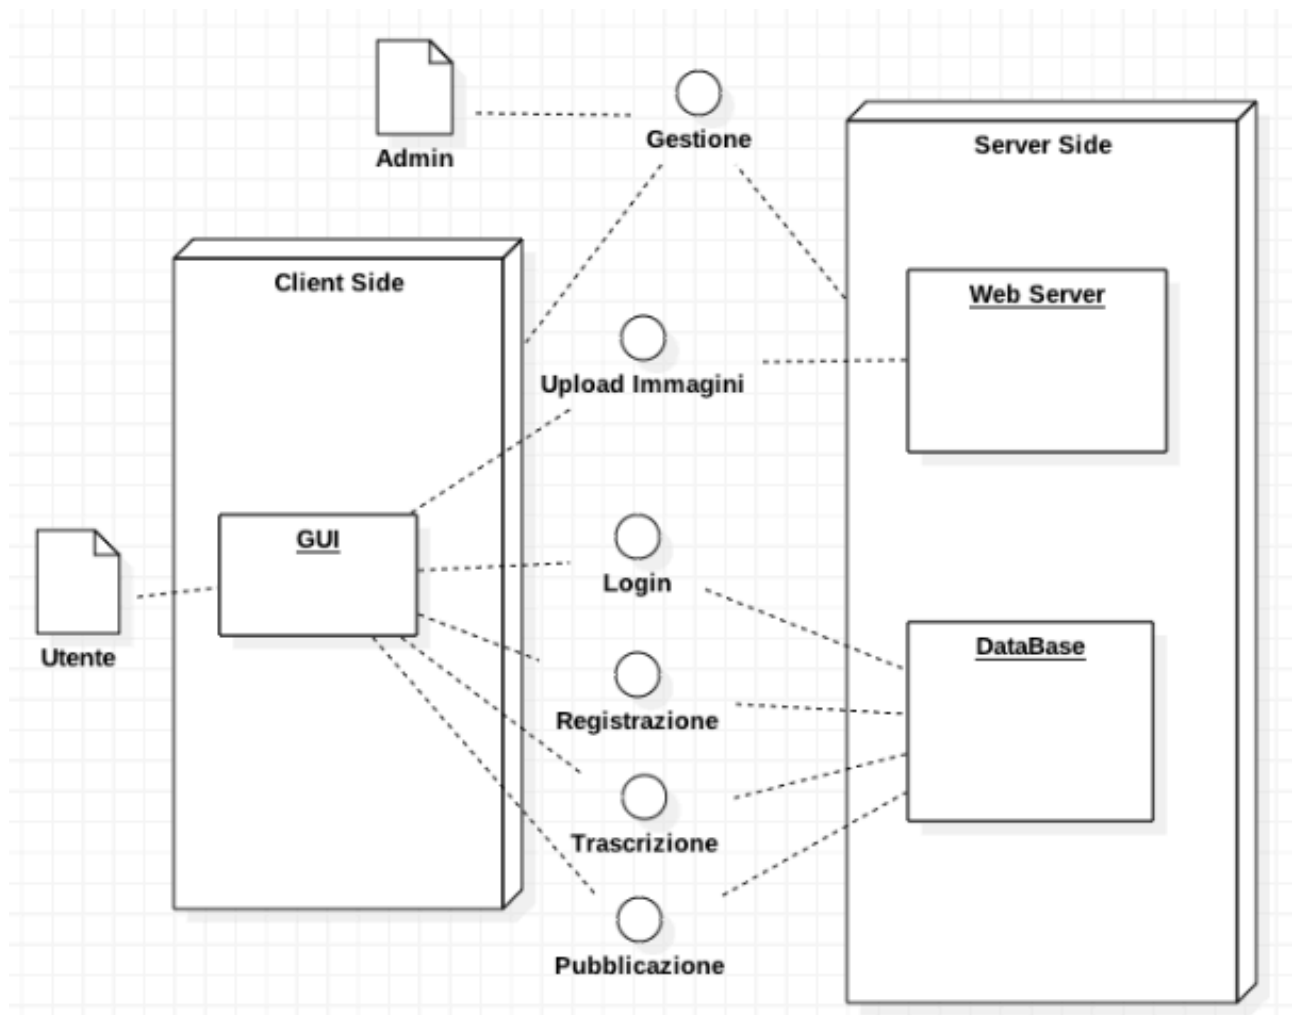 Admin
Gestione
Server Side
Client Side
Web Server
Upload Immagini
GUI
Login
Utente
DataBase
Registrazione
Trascrizione
Pubblicazione